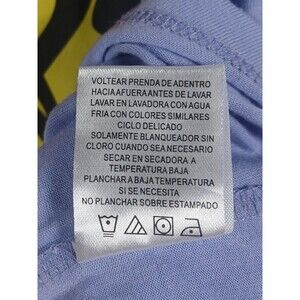 VOLTEAR PRENDA DE ADENTRO
HACIA AFUERA ANTES DE LAVAR
LAVAR EN LAVADORA CON AGUA
FRIA CON COLORES SIMILARES
CICLO DELICADO
SOLAMENTE BLANQUEADOR SIN
CLORO CUANDO SEA NECESARIO
SECAR EN SECADORA A
TEMPERATURA BAJA
PLANCHAR A BAJA TEMPERATURA
SI SE NECESITA
NO PLANCHAR SOBRE ESTAMPADO